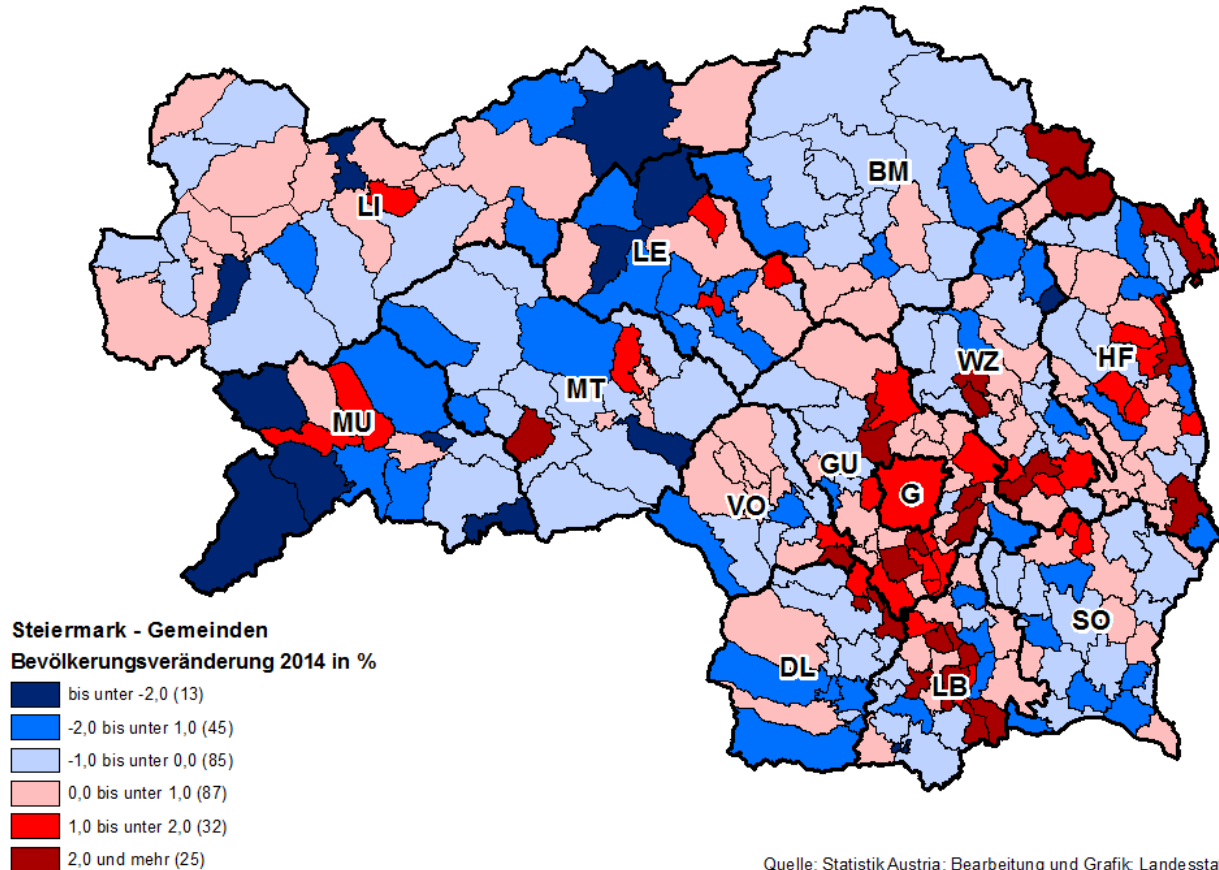 BM
LI
LE
WZ
HF
MT
MU
GU
G
VO
SO
DL
LB
Steiermark - Gemeinden
Bevölkerungsveränderung 2014 in %
bis unter -2,0 (13)
-2,0 bis unter 1,0 (45)
-1,0 bis unter 0,0 (85)
0,0 bis unter 1,0 (87)
1,0 bis unter 2,0 (32)
2,0 und mehr (25)
Quelle: Statistik Austria; Bearbeitung und Grafik: Landessta